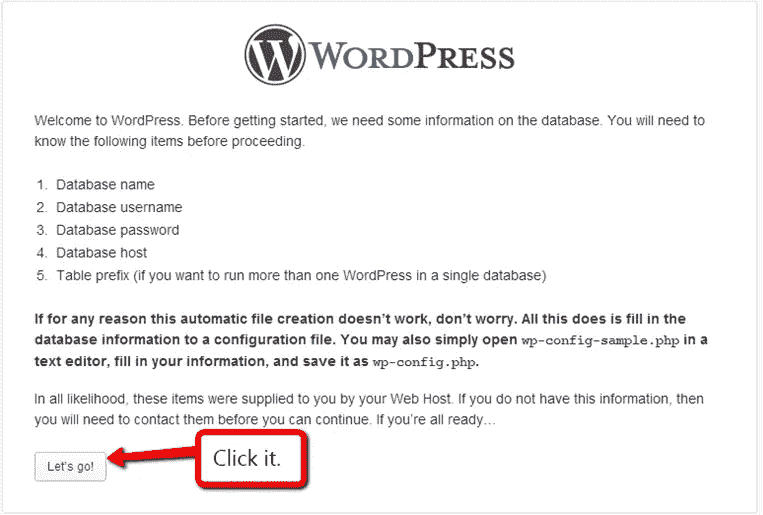 WORDPRESS
Welcome to WordPress. Before getting started, we need some information on the database. You will need to
know the following items before proceeding.
1. Database name
2. Database username
3. Database password
4. Database host
5. Table prefix (if you want to run more than one WordPress in a single database)
If for any reason this automatic file creation doesn't work, don't worry. All this does is fill in the
database information to a configuration file. You may also simply open wp-config-sample.php in a
text editor, fill in your information, and save it as wp-config.php.
In all likelihood, these items were supplied to you by your Web Host. If you do not have this information, then
you will need to contact them before you can continue. If you're all ready…
Let's go!
Click it.